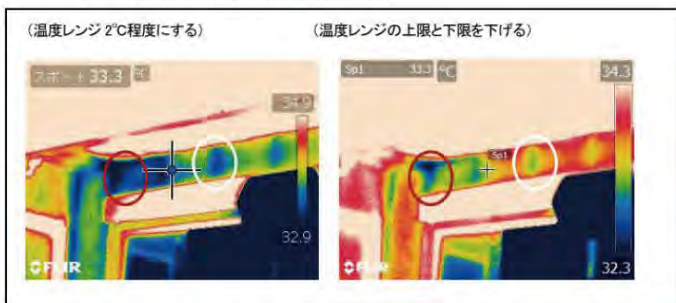 （温度レンジ 2℃程度にする）
（温度レンジの上限と下限を下げる）
スポット 33.3 ℃
34.9
32.9
FLIR
Sp1 33.3 ℃
34.3
Sp1
32.3
FLIR